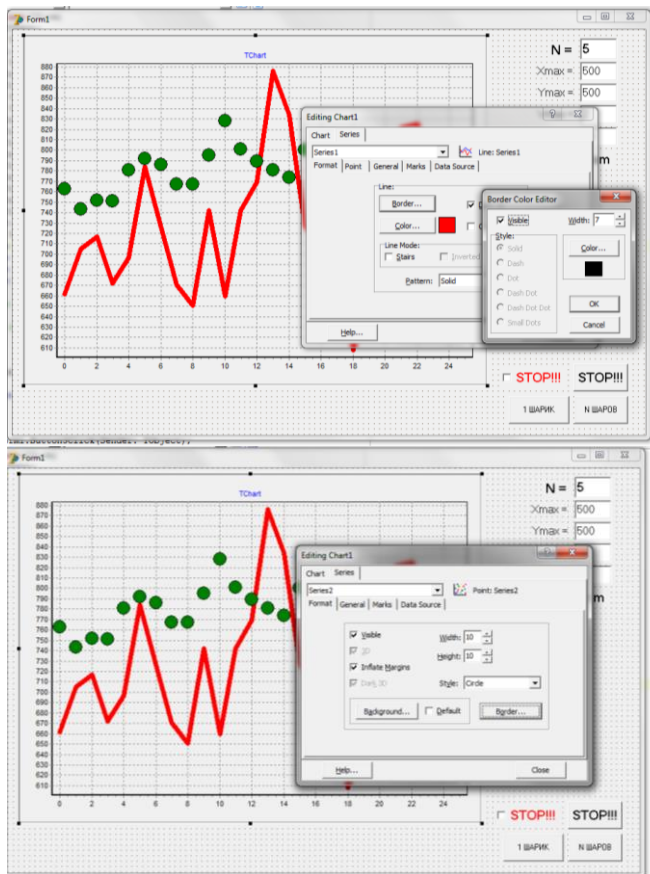 Form1
TChart
880
870
860
850
840
830
820
810
800
790
780
770
760
750
740
730
720
710
700
690
680
670
660
650
640
630
620
610
0 2 4 6 8 10 12 14 16 18 20 22 24
N = 5
Xmax = 500
Ymax = 500
m
Editing Chart1
Chart Series
Series1 Line: Series1
Format Point General Marks Data Source
Line:
Border...
Color...
Line Mode:
Stairs Inverted
Pattern: Solid
Help...
Border Color Editor
Visible Width: 7
Style:
Solid
Dash
Dot
Dash Dot
Dash Dot Dot
Small Dots
Color...
OK
Cancel
STOP!!! STOP!!!
1 ШАРИК N ШАРОВ
Form1
TChart
880
870
860
850
840
830
820
810
800
790
780
770
760
750
740
730
720
710
700
690
680
670
660
650
640
630
620
610
0 2 4 6 8 10 12 14 16 18 20 22 24
N = 5
Xmax = 500
Ymax = 500
m
Editing Chart1
Chart Series
Series2 Point: Series2
Format General Marks Data Source
Visible
3D
Inflate Margins
Dark 3D
Width: 10
Height: 10
Style: Circle
Background... Default Border...
Help... Close
STOP!!! STOP!!!
1 ШАРИК N ШАРОВ